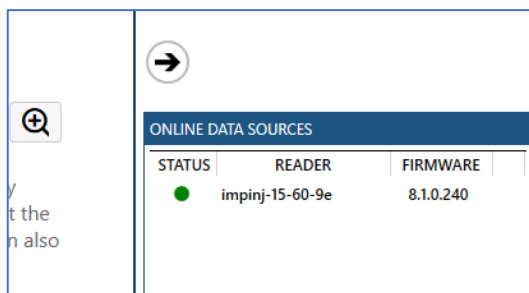 ONLINE DATA SOURCES
STATUS READER FIRMWARE
impinj-15-60-9e 8.1.0.240
y
t the
n also